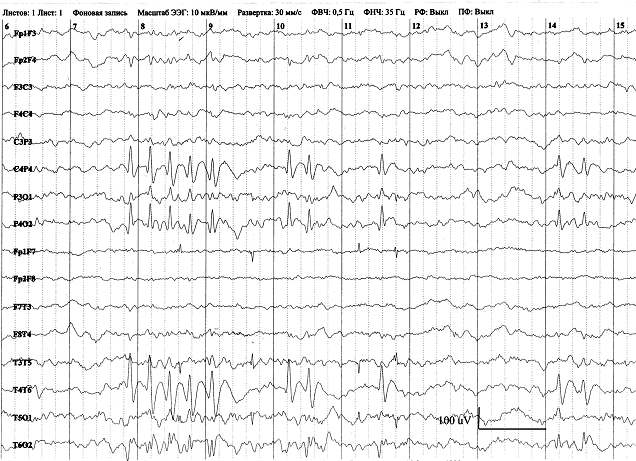 Листов: 1 Лист: 1 Фоновая запись Масштаб ЭЭГ: 10 мкВ/мм Развертка: 30 мм/с ФВЧ: 0,5 Гц ФНЧ: 35 Гц РФ: Выкл ПФ: Выкл
6 7 8 9 10 11 12 13 14 15
Fp1F3
Fp2F4
F3C3
F4C4
C3P3
C4P4
P3O1
P4O2
Fp1F7
Fp2F8
F7T3
F8T4
T3T5
T4T6
T5O1
100 uV
T6O2